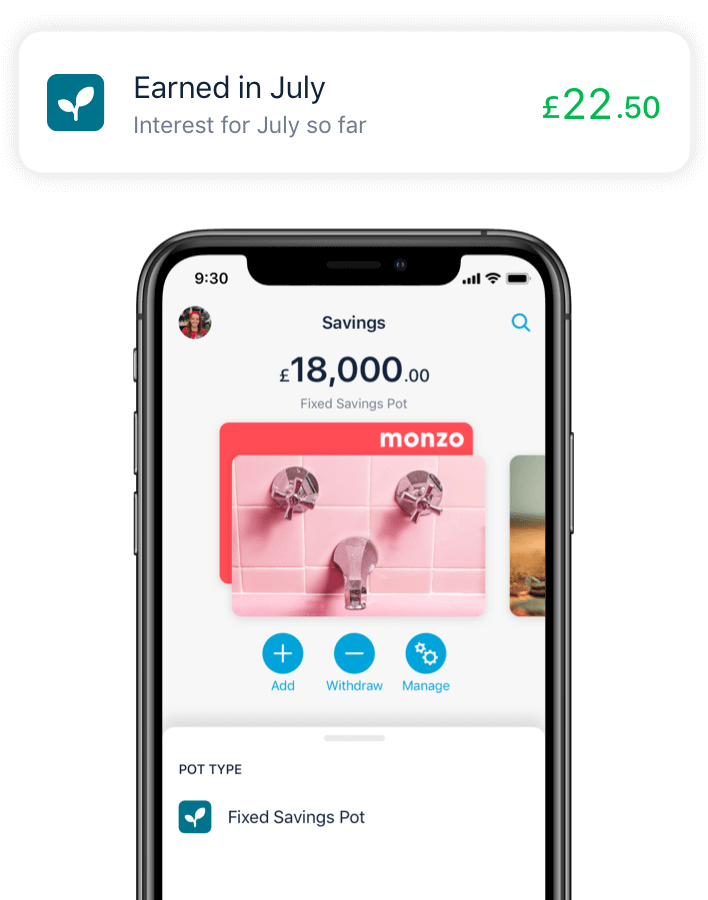 Earned in July
Interest for July so far
£22.50
9:30
Savings
£18,000.00
Fixed Savings Pot
monzo
Add
Withdraw
Manage
POT TYPE
Fixed Savings Pot